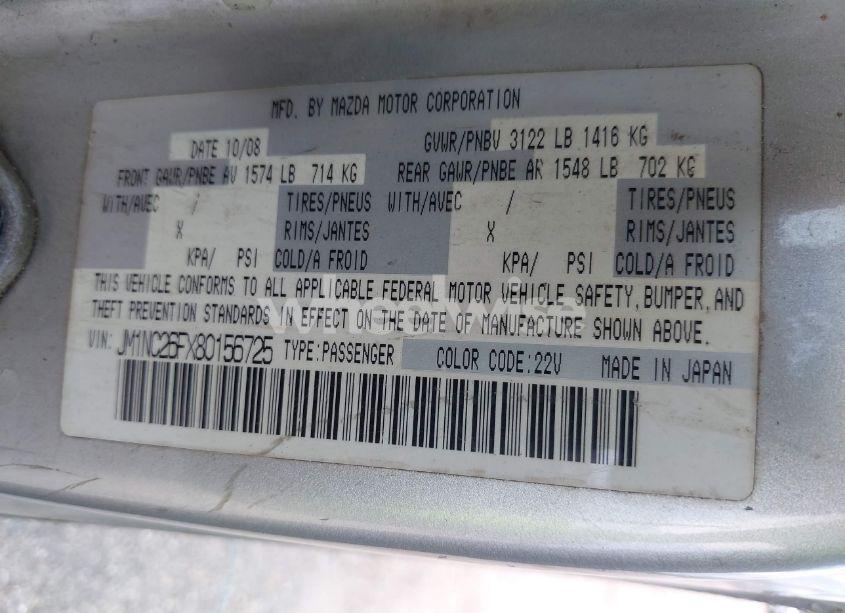 MFD. BY MAZDA MOTOR CORPORATION
DATE 10/08 GVWR/PNBV 3122 LB 1416 KG
FRONT GAWR/PNBE AV 1574 LB 714 KG REAR GAWR/PNBE AR 1548 LB 702 KG
WITH/AVEC / TIRES/PNEUS WITH/AVEC / TIRES/PNEUS
X RIMS/JANTES X RIMS/JANTES
KPA/ PSI COLD/A FROID KPA/ PSI COLD/A FROID
THIS VEHICLE CONFORMS TO ALL APPLICABLE FEDERAL MOTOR VEHICLE SAFETY, BUMPER, AND
THEFT PREVENTION STANDARDS IN EFFECT ON THE DATE OF MANUFACTURE SHOWN ABOVE.
VIN: JM1NC26FX80156725 TYPE:PASSENGER COLOR CODE:22V MADE IN JAPAN
wheelwise